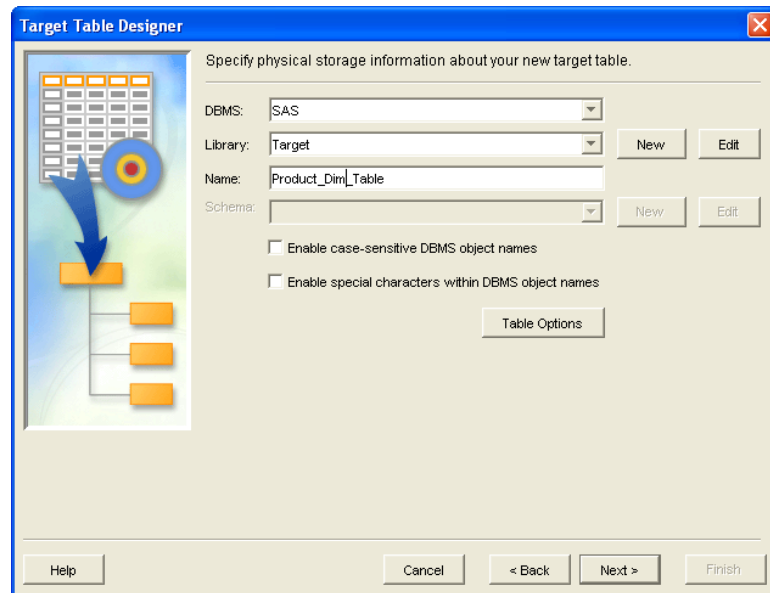 Target Table Designer
Specify physical storage information about your new target table.
DBMS: SAS
Library: Target New Edit
Name: Product_Dim_Table
Schema: New Edit
Enable case-sensitive DBMS object names
Enable special characters within DBMS object names
Table Options
Help Cancel < Back Next > Finish